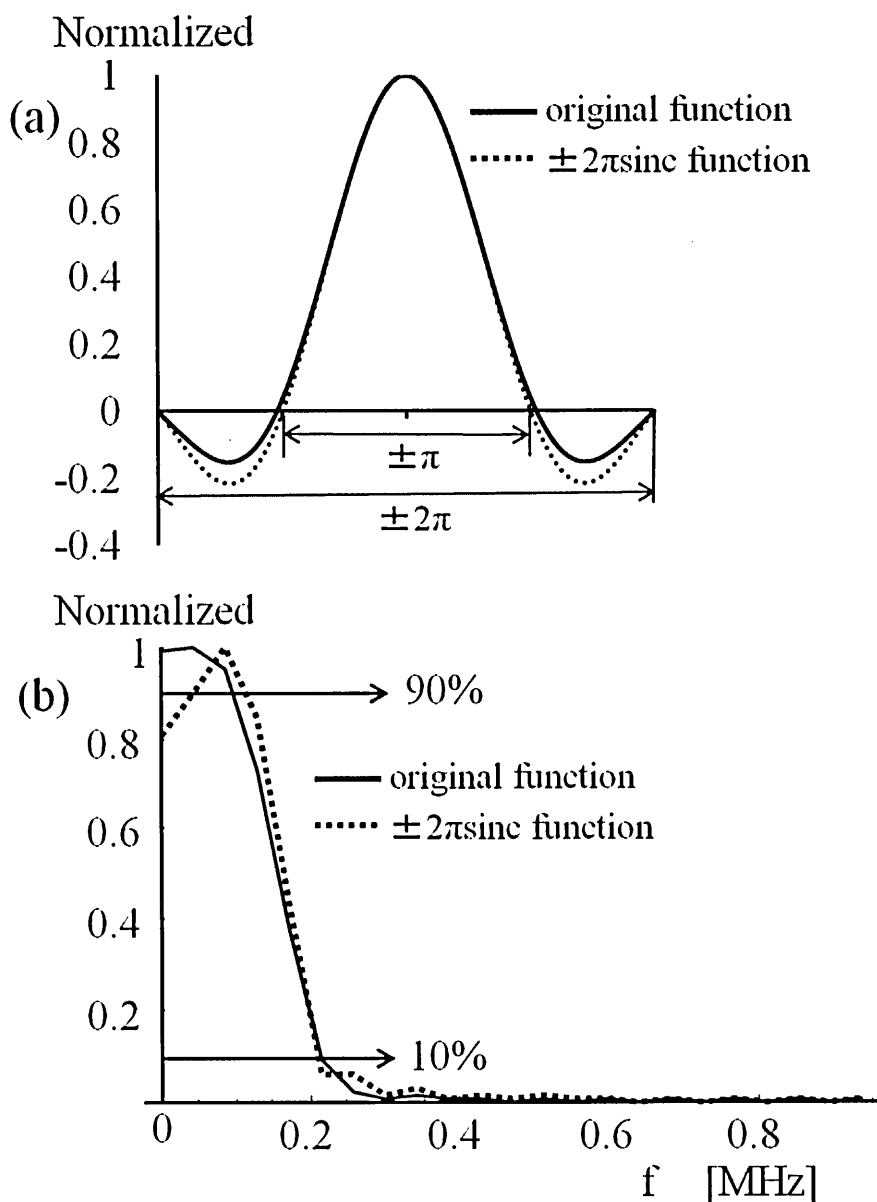 Normalized
(a)
1
0.8
0.6
0.4
0.2
0
-0.2
-0.4
original function
±2πsinc function
±π
±2π
Normalized
(b)
1
0.8
0.6
0.4
0.2
90%
original function
±2πsinc function
10%
0 0.2 0.4 0.6 0.8
f [MHz]